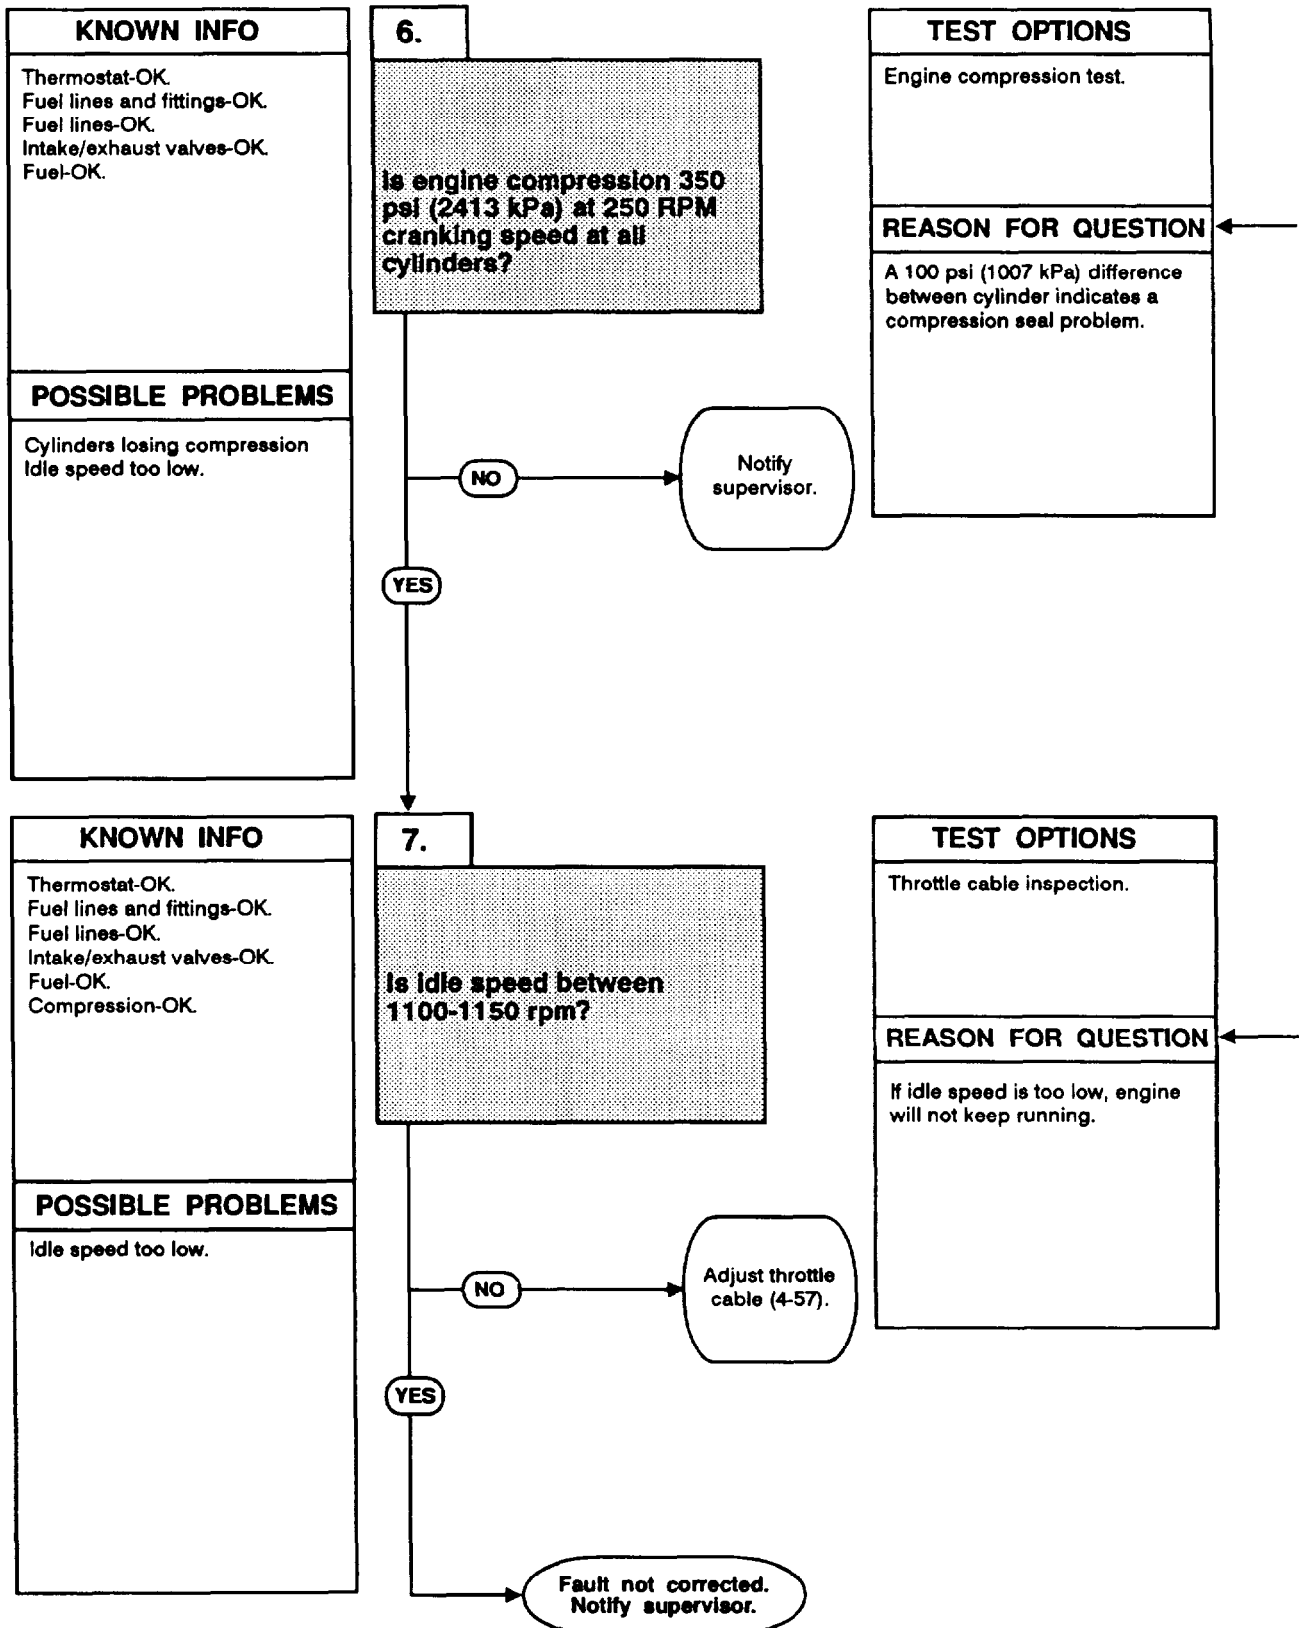 KNOWN INFO
Thermostat-OK.
Fuel lines and fittings-OK.
Fuel lines-OK.
Intake/exhaust valves-OK.
Fuel-OK.
POSSIBLE PROBLEMS
Cylinders losing compression
Idle speed too low.
6.
Is engine compression 350
psi (2413 kPa) at 250 RPM
cranking speed at all
cylinders?
NO
Notify
supervisor.
YES
TEST OPTIONS
Engine compression test.
REASON FOR QUESTION
A 100 psi (1007 kPa) difference
between cylinder indicates a
compression seal problem.
KNOWN INFO
Thermostat-OK.
Fuel lines and fittings-OK.
Fuel lines-OK.
Intake/exhaust valves-OK.
Fuel-OK.
Compression-OK.
POSSIBLE PROBLEMS
Idle speed too low.
7.
Is idle speed between
1100-1150 rpm?
NO
Adjust throttle
cable (4-57).
YES
Fault not corrected.
Notify supervisor.
TEST OPTIONS
Throttle cable inspection.
REASON FOR QUESTION
If idle speed is too low, engine
will not keep running.